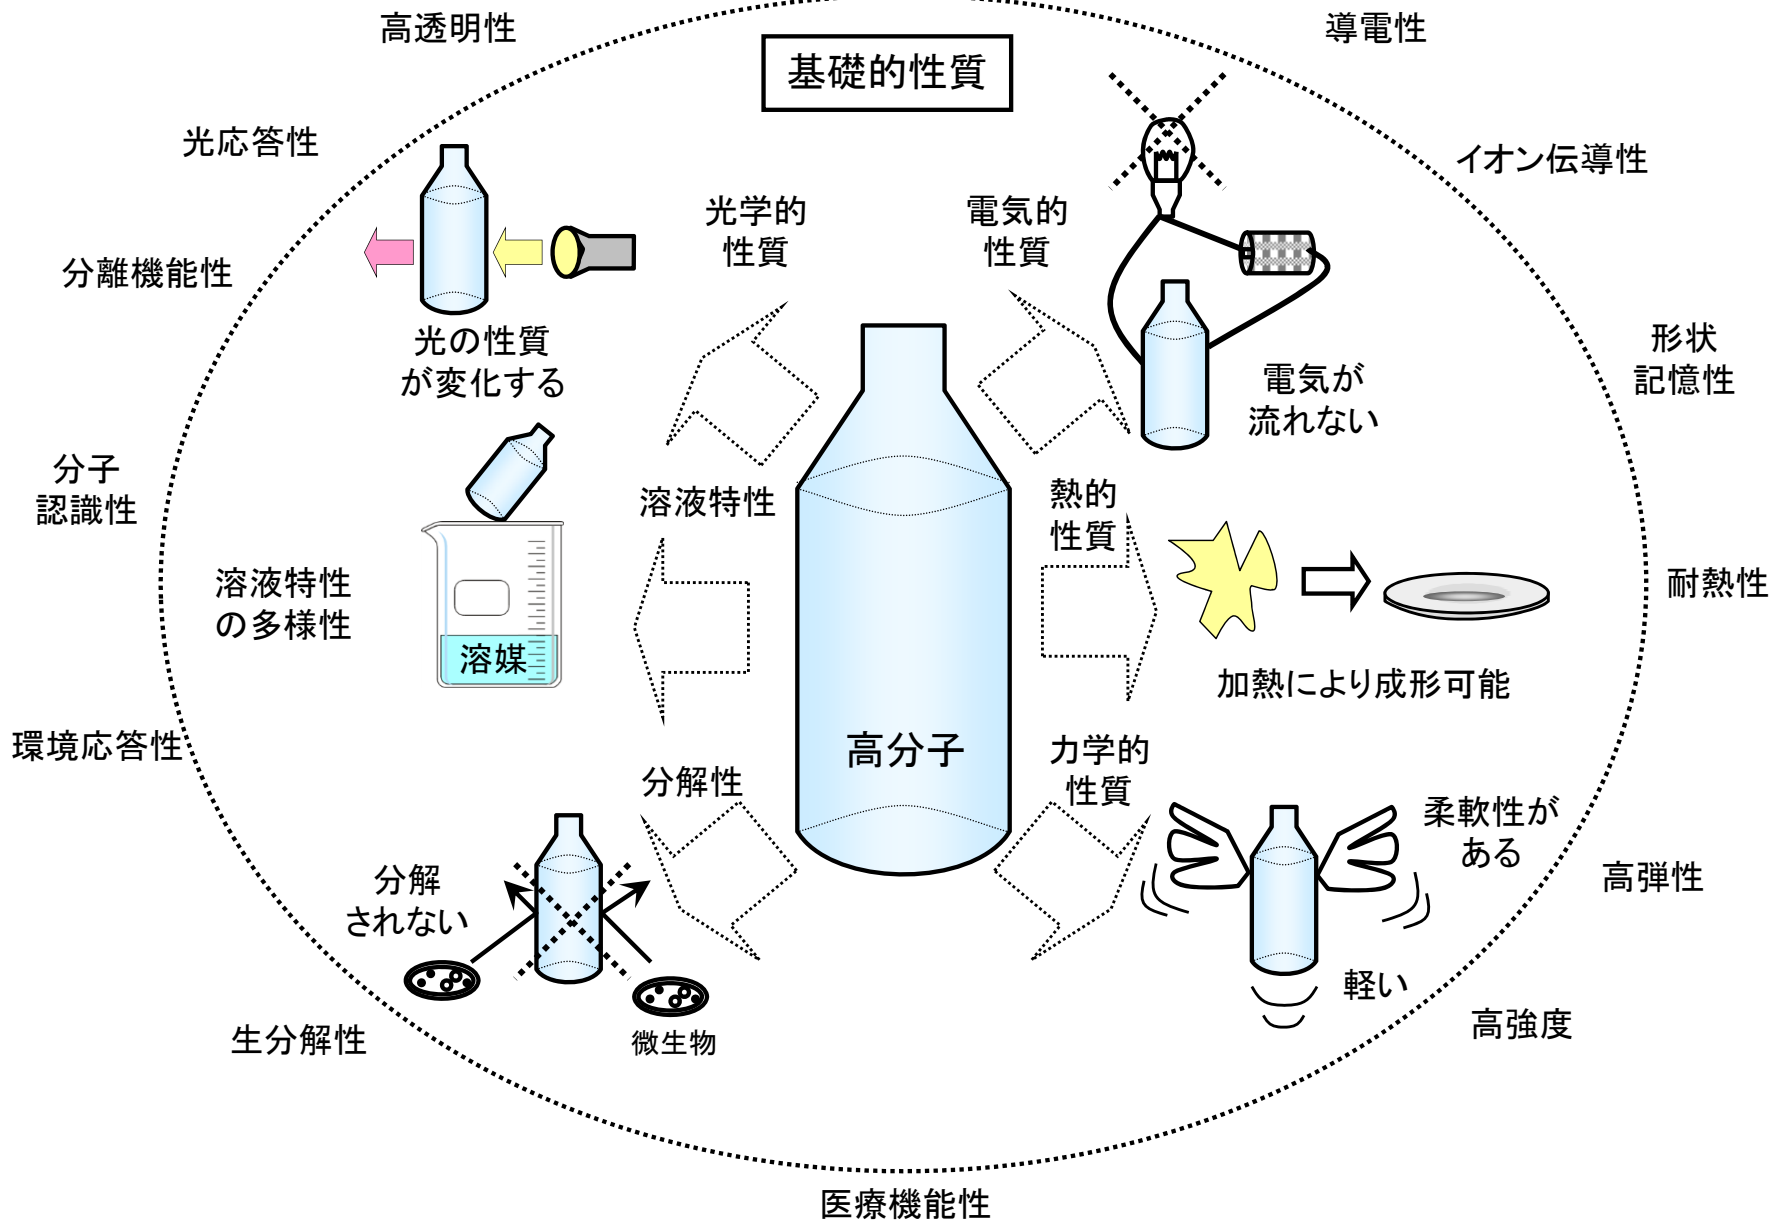 高透明性
導電性
基礎的性質
光応答性
イオン伝導性
光学的
性質
電気的
性質
分離機能性
光の性質
が変化する
電気が
流れない
形状
記憶性
分子
認識性
溶液特性
熱的
性質
溶液特性
の多様性
溶媒
耐熱性
加熱により成形可能
環境応答性
高分子
分解性
力学的
性質
柔軟性が
ある
分解
されない
高弾性
軽い
高強度
生分解性
微生物
医療機能性